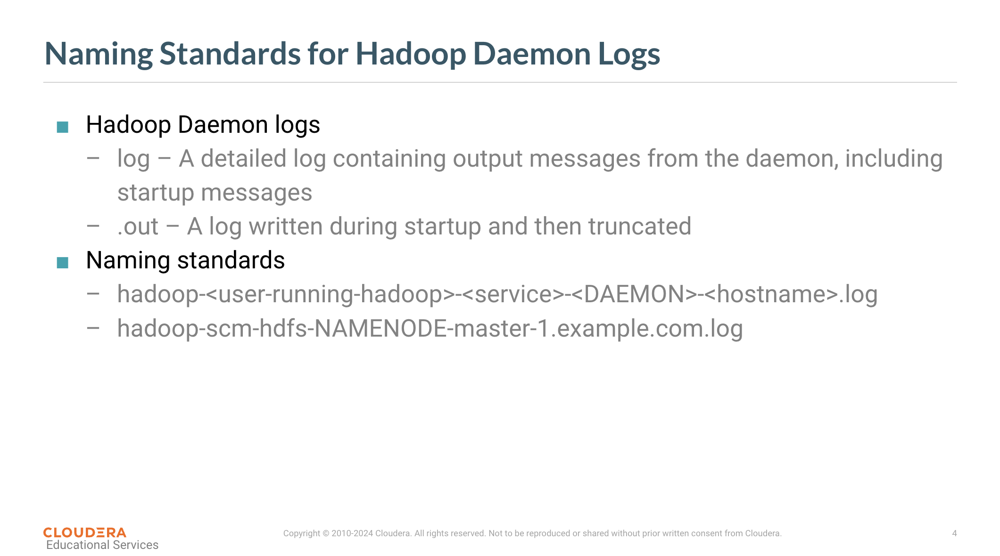 Naming Standards for Hadoop Daemon Logs
■ Hadoop Daemon logs
– log – A detailed log containing output messages from the daemon, including
startup messages
– .out – A log written during startup and then truncated
■ Naming standards
– hadoop-<user-running-hadoop>-<service>-<DAEMON>-<hostname>.log
– hadoop-scm-hdfs-NAMENODE-master-1.example.com.log
CLOUDERA
Educational Services
Copyright © 2010-2024 Cloudera. All rights reserved. Not to be reproduced or shared without prior written consent from Cloudera.
4